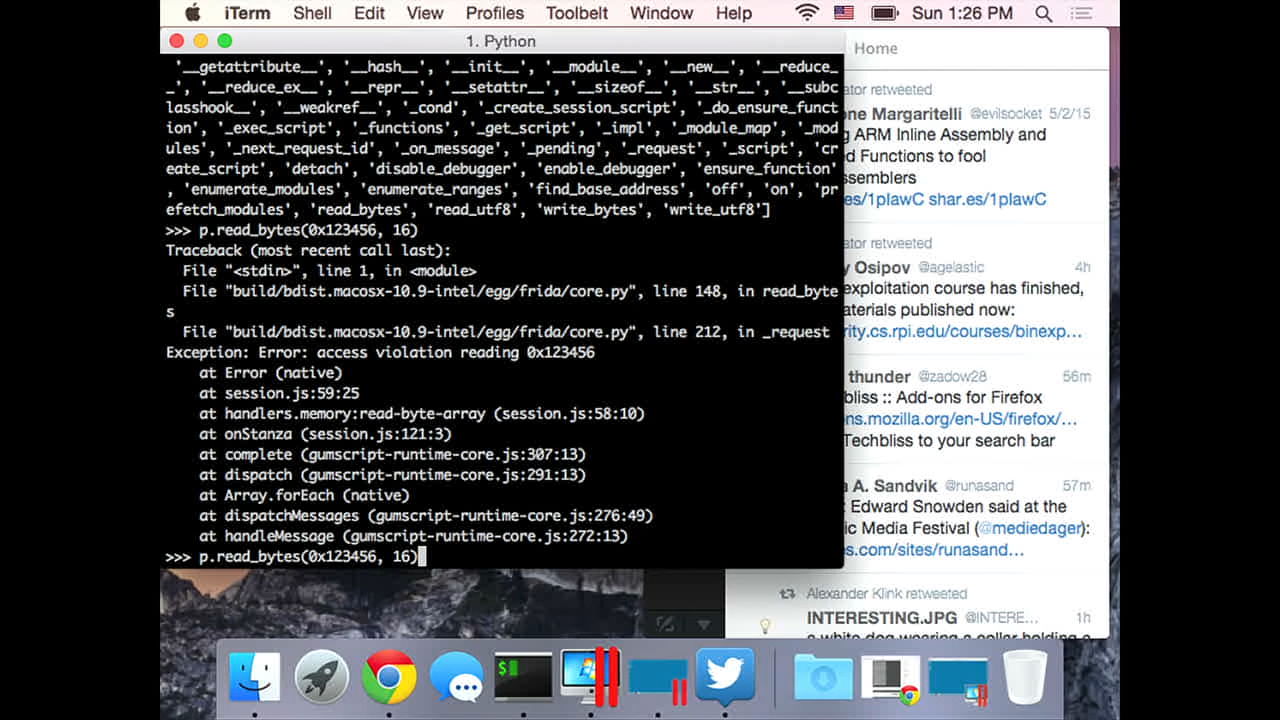 iTerm Shell Edit View Profiles Toolbelt Window Help Sun 1:26 PM
1. Python
'__getattribute__', '__hash__', '__init__', '__module__', '__new__', '__reduce_
_', '__reduce_ex__', '__repr__', '__setattr__', '__sizeof__', '__str__', '__subc
lasshook__', '__weakref__', '_cond', '_create_session_script', '_do_ensure_funct
ion', '_exec_script', '_functions', '_get_script', '_impl', '_module_map', '_mod
ules', '_next_request_id', '_on_message', '_pending', '_request', '_script', 'cr
eate_script', 'detach', 'disable_debugger', 'enable_debugger', 'ensure_function'
, 'enumerate_modules', 'enumerate_ranges', 'find_base_address', 'off', 'on', 'pr
efetch_modules', 'read_bytes', 'read_utf8', 'write_bytes', 'write_utf8']
>>> p.read_bytes(0x123456, 16)
Traceback (most recent call last):
File "<stdin>", line 1, in <module>
File "build/bdist.macosx-10.9-intel/egg/frida/core.py", line 148, in read_byte
s
File "build/bdist.macosx-10.9-intel/egg/frida/core.py", line 212, in _request
Exception: Error: access violation reading 0x123456
at Error (native)
at session.js:59:25
at handlers.memory:read-byte-array (session.js:58:10)
at onStanza (session.js:121:3)
at complete (gumscript-runtime-core.js:307:13)
at dispatch (gumscript-runtime-core.js:291:13)
at Array.forEach (native)
at dispatchMessages (gumscript-runtime-core.js:276:49)
at handleMessage (gumscript-runtime-core.js:272:13)
>>> p.read_bytes(0x123456, 16)
Home
ator retweeted
one Margaritelli @evilsocket 5/2/15
g ARM Inline Assembly and
d Functions to fool
ssemblers
es/1plawC shar.es/1plawC
ator retweeted
y Osipov @agelastic 4h
exploitation course has finished,
aterials published now:
rity.cs.rpi.edu/courses/binexp…
thunder @zadow28 56m
bliss :: Add-ons for Firefox
ons.mozilla.org/en-US/firefox/…
Techbliss to your search bar
a A. Sandvik @runasand 57m
Edward Snowden said at the
ic Media Festival (@mediedager):
es.com/sites/runasand…
Alexander Klink retweeted
INTERESTING.JPG @INTERE… 1h
a white dog wearing a collar holding a